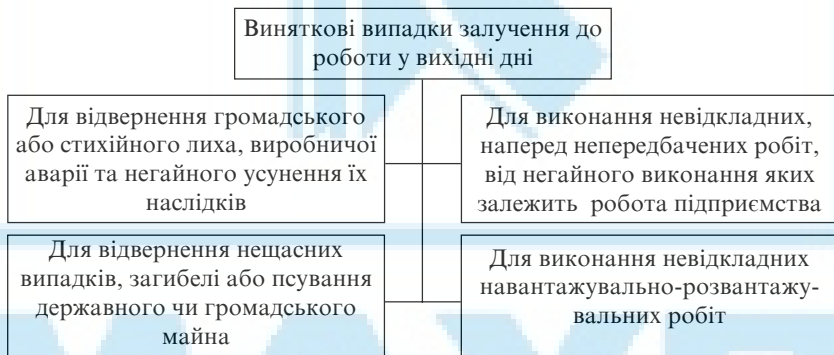 Виняткові випадки залучення до
роботи у вихідні дні
Для відвернення громадського
або стихійного лиха, виробничої
аварії та негайного усунення їх
наслідків
Для виконання невідкладних,
наперед непередбачених робіт,
від негайного виконання яких
залежить робота підприємства
Для відвернення нещасних
випадків, загибелі або псування
державного чи громадського
майна
Для виконання невідкладних
навантажувально-розвантажу-
вальних робіт